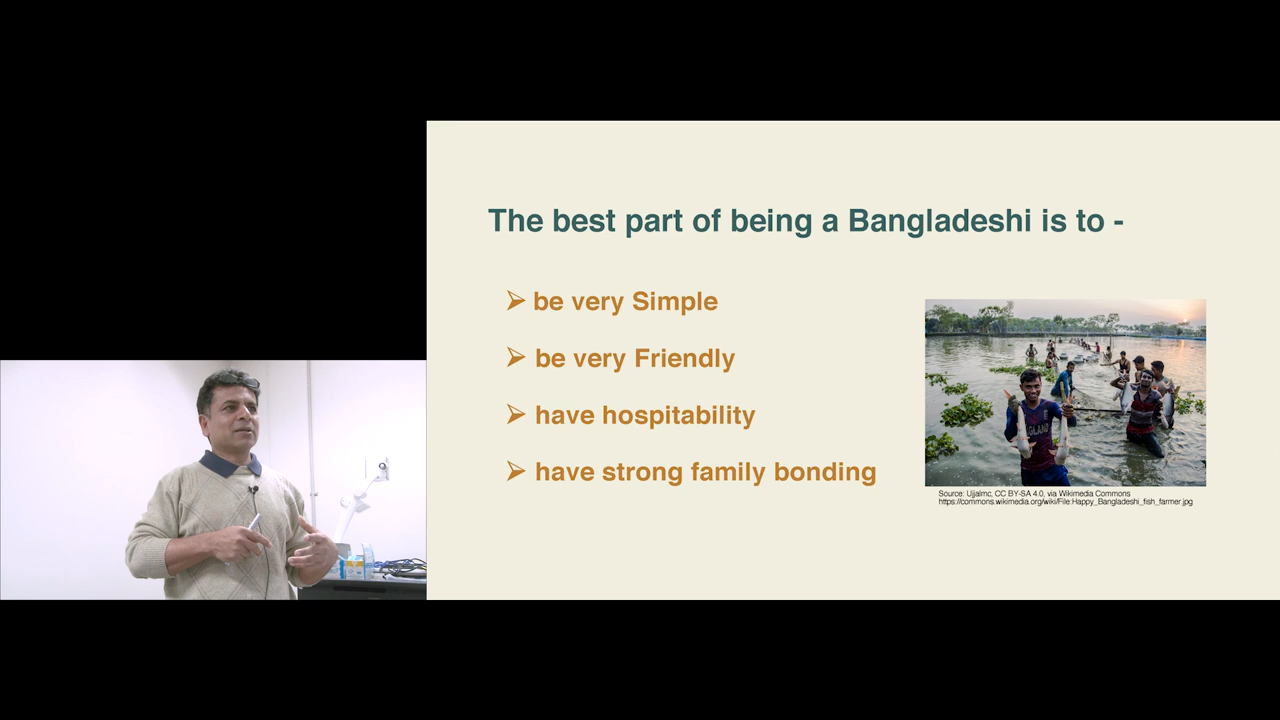 The best part of being a Bangladeshi is to -
➢ be very Simple
➢ be very Friendly
➢ have hospitability
➢ have strong family bonding
GLAND
Source: Ujjalmc, CC BY-SA 4.0, via Wikimedia Commons
https://commons.wikimedia.org/wiki/File:Happy_Bangladeshi_fish_farmer.jpg